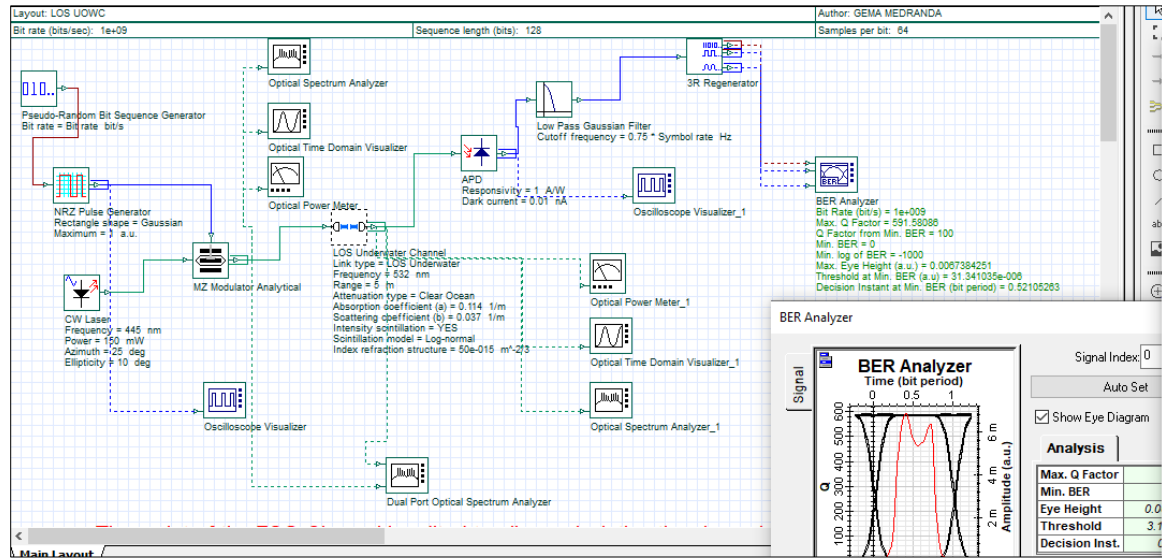 Layout: LOS UOWC
Author: GEMA MEDRANDA
Bit rate (bits/sec): 1e+09
Sequence length (bits): 128
Samples per bit: 64
Optical Spectrum Analyzer
3R Regenerator
Pseudo-Random Bit Sequence Generator
Bit rate = Bit rate bit/s
Low Pass Gaussian Filter
Cutoff frequency = 0.75 * Symbol rate Hz
Optical Time Domain Visualizer
APD
Responsivity = 1 A/W
Dark current = 0.01 nA
Optical Power Meter
Oscilloscope Visualizer_1
NRZ Pulse Generator
Rectangle shape = Gaussian
Maximum = 1 a.u.
BER
BER Analyzer
Bit Rate (bit/s) = 1e+009
Max. Q Factor = 591.58086
Q Factor from Min. BER = 100
Min. BER = 0
Min. log of BER = -1000
Max. Eye Height (a.u.) = 0.0067384251
Threshold at Min. BER (a.u) = 31.341035e-006
Decision Instant at Min. BER (bit period) = 0.52105263
MZ Modulator Analytical
LOS Underwater Channel
Link type = LOS Underwater
Frequency = 532 nm
Range = 5 m
Attenuation type = Clear Ocean
Absorption coefficient (a) = 0.114 1/m
Scattering coefficient (b) = 0.037 1/m
Intensity scintillation = YES
Scintillation model = Log-normal
Index refraction structure = 50e-015 m^-2/3
Optical Power Meter_1
CW Laser
Frequency = 445 nm
Power = 150 mW
Azimuth = 25 deg
Ellipticity = 10 deg
Optical Time Domain Visualizer_1
Oscilloscope Visualizer
Optical Spectrum Analyzer_1
Dual Port Optical Spectrum Analyzer
Main Layout
BER Analyzer
Signal
BER Analyzer
Time (bit period)
0 0.5 1
Q
600
500
400
300
200
100
Amplitude (a.u.)
6 m
4 m
2 m
Signal Index: 0
Auto Set
Show Eye Diagram
Analysis
Max. Q Factor
Min. BER
Eye Height 0.0
Threshold 3.1
Decision Inst.